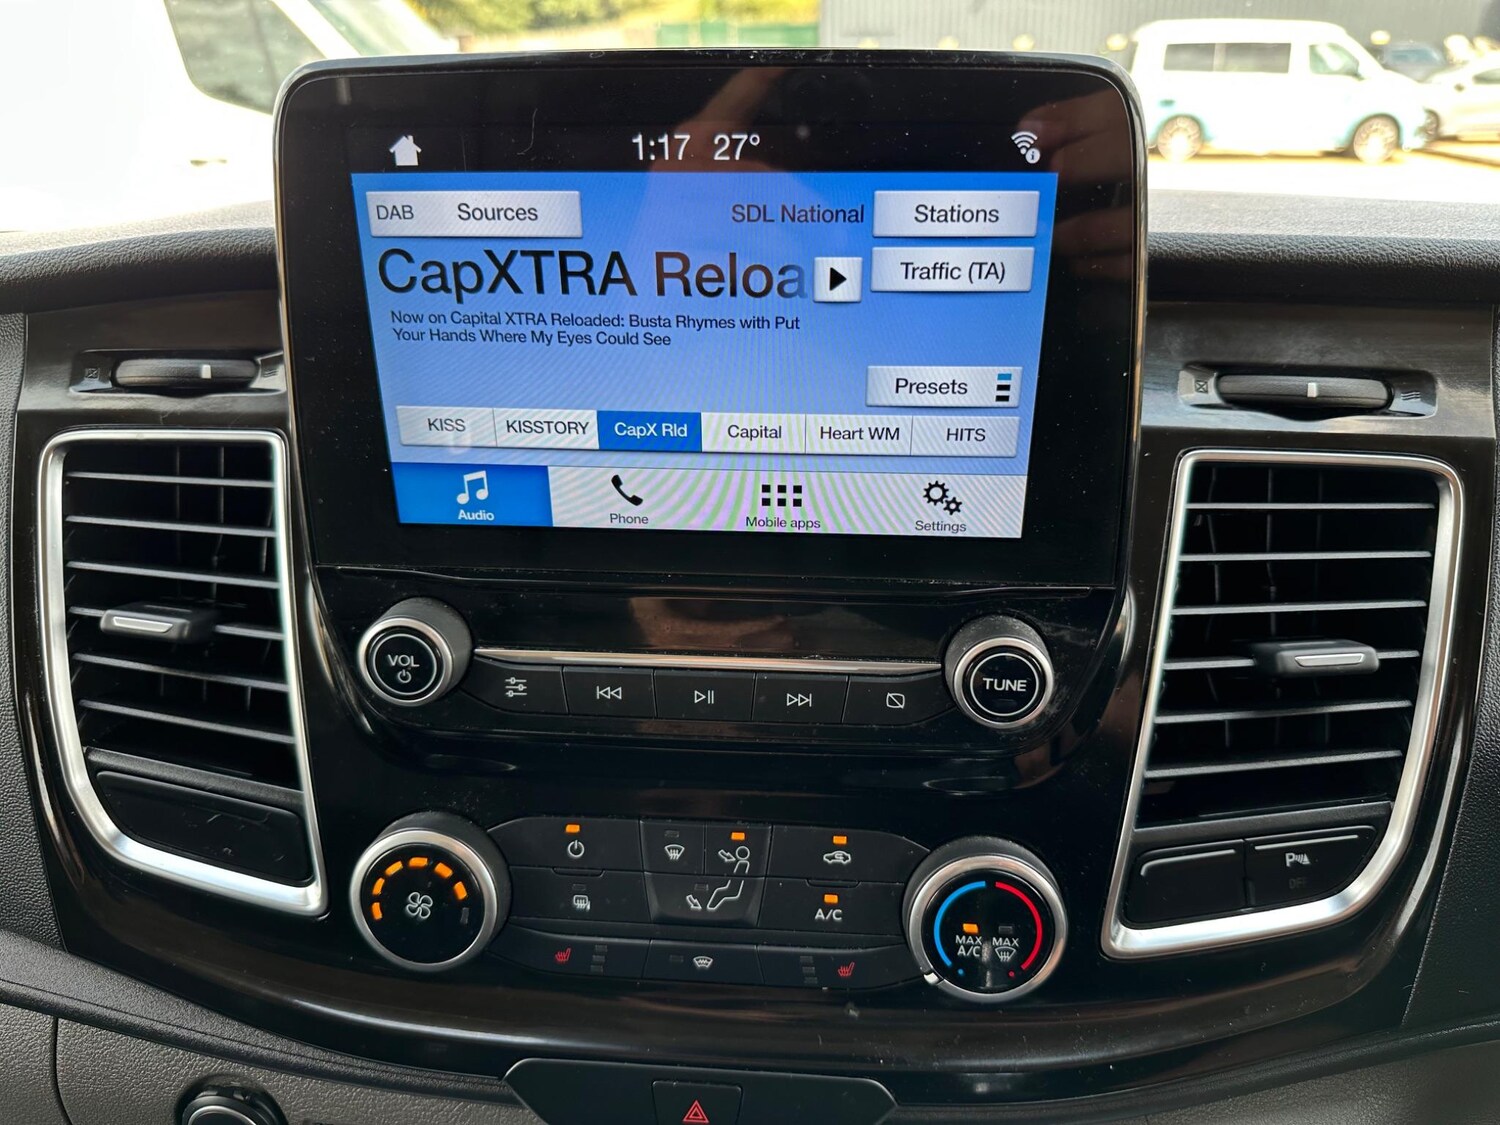 1:17 27°
DAB Sources
SDL National
Stations
CapXTRA Reloa
Traffic (TA)
Now on Capital XTRA Reloaded: Busta Rhymes with Put
Your Hands Where My Eyes Could See
Presets
KISS KISSTORY CapX Rld Capital Heart WM HITS
Audio Phone Mobile apps Settings
VOL
TUNE
A/C
MAX
A/C
MAX
P
OFF